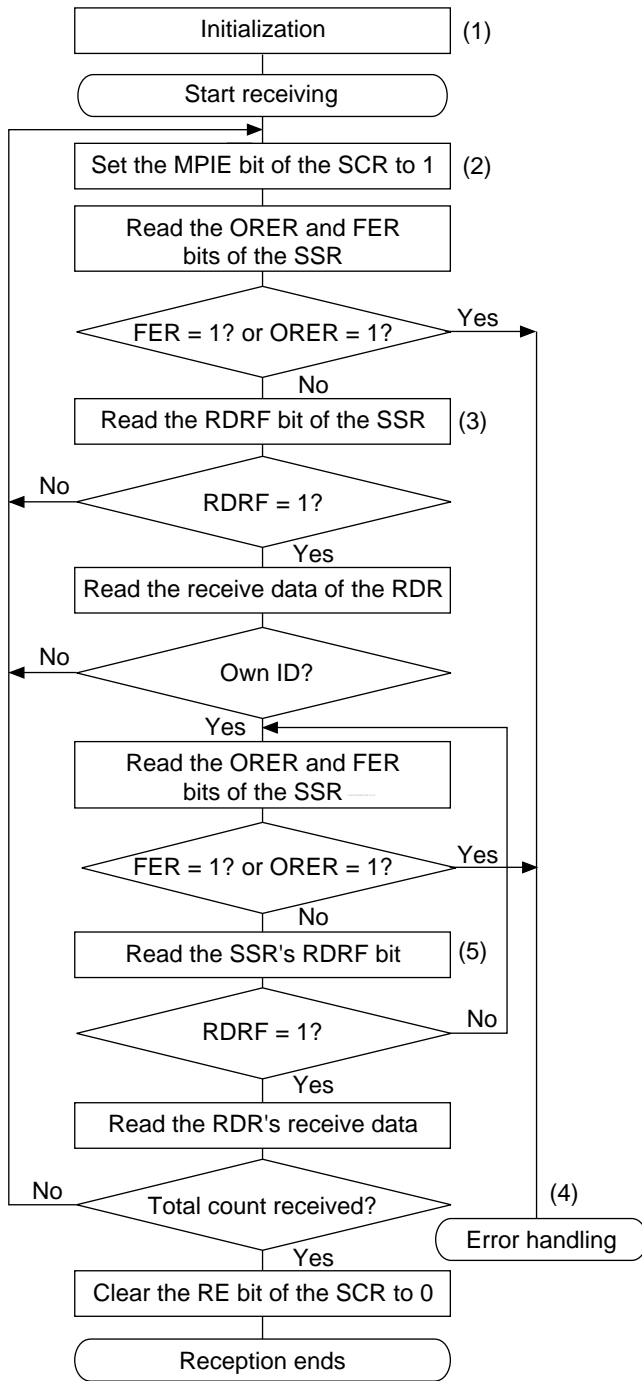 Initialization (1)
Start receiving
Set the MPIE bit of the SCR to 1 (2)
Read the ORER and FER
bits of the SSR
FER = 1? or ORER = 1? Yes
No
Read the RDRF bit of the SSR (3)
No
RDRF = 1?
Yes
Read the receive data of the RDR
No
Own ID?
Yes
Read the ORER and FER
bits of the SSR
FER = 1? or ORER = 1? Yes
No
Read the SSR's RDRF bit (5)
RDRF = 1? No
Yes
Read the RDR's receive data
No
Total count received? (4)
Error handling
Yes
Clear the RE bit of the SCR to 0
Reception ends